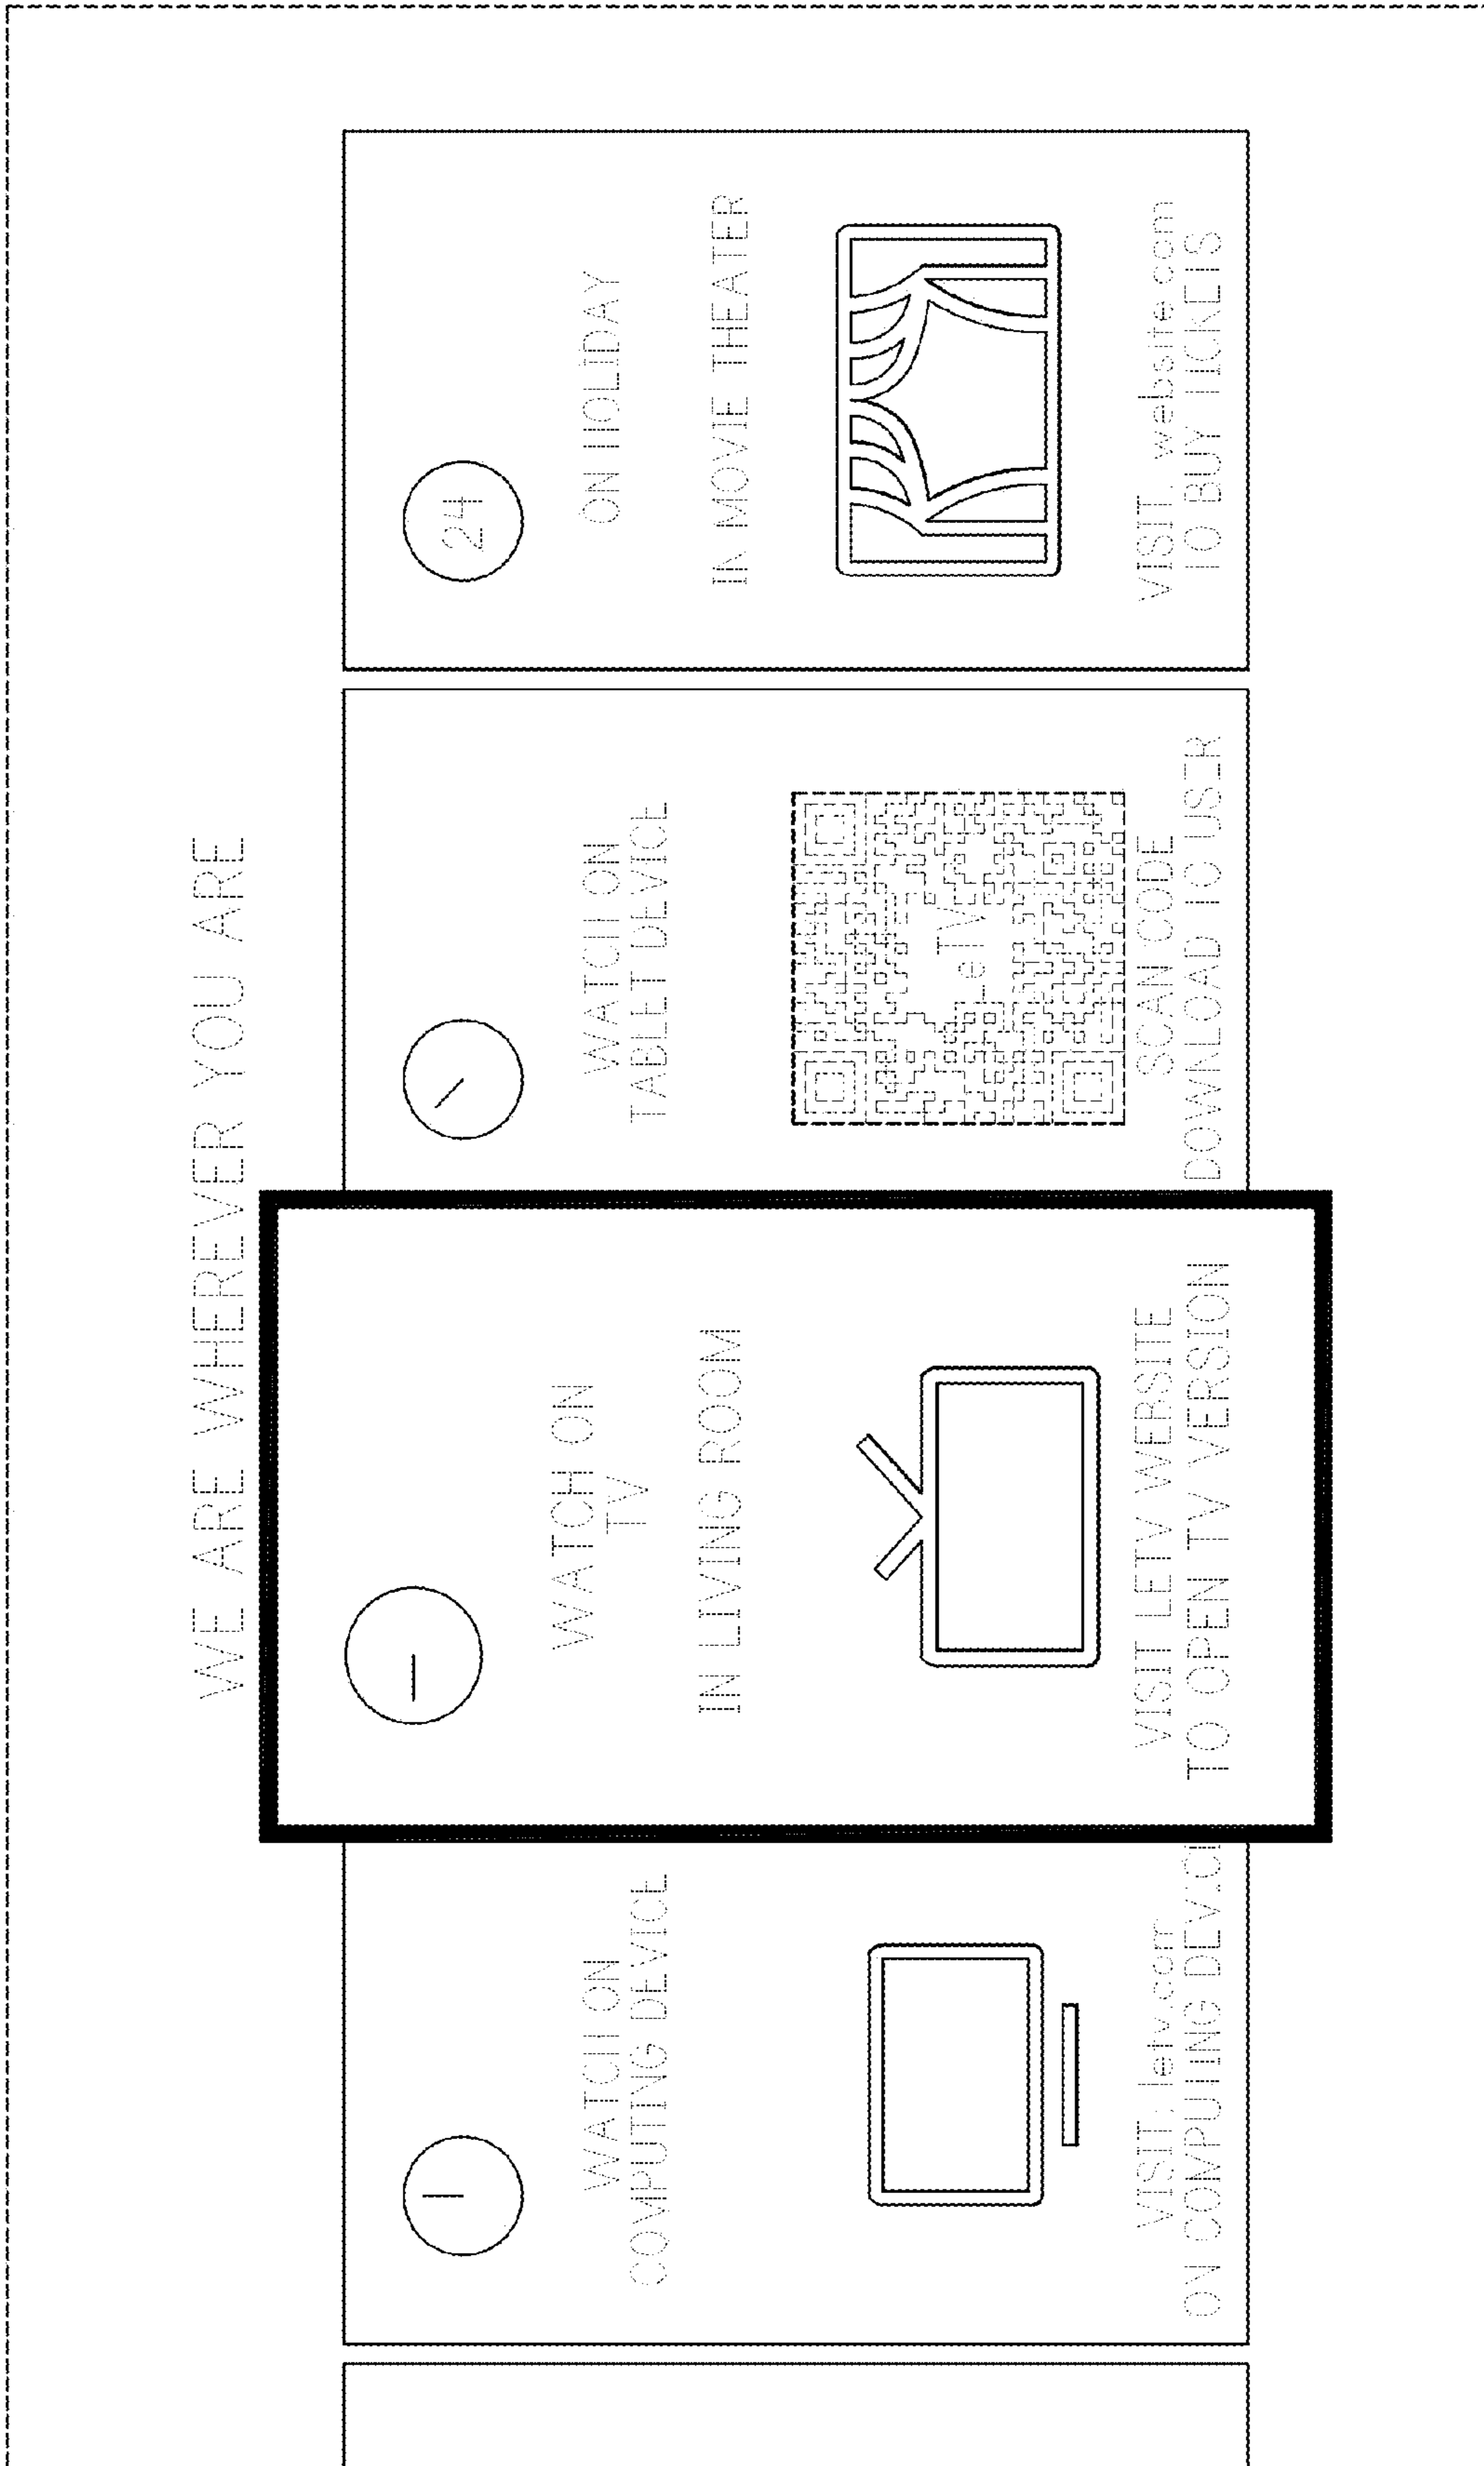 WE ARE WHEREVER YOU ARE
WATCH ON
COMPUTING DEVICE
VISIT: letv.com
ON COMPUTING
WATCH ON
TV
IN LIVING ROOM
VISIT LETV WEBSITE
TO OPEN TV VERSION
WATCH ON
TABLET DEVICE
eTV
SCAN CODE
DOWNLOAD TO USER
24
ON HOLIDAY
IN MOVIE THEATER
VISIT. website.com
TO BUY TICKETS